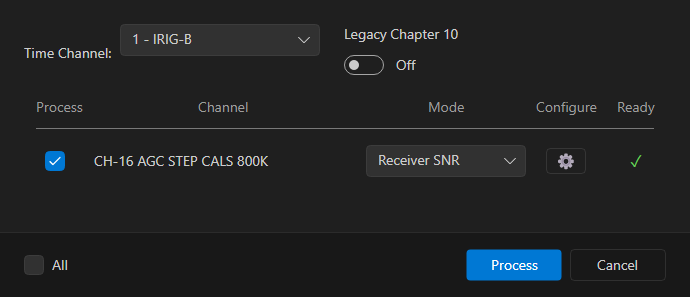 Time Channel:
1 - IRIG-B
Legacy Chapter 10
Off
Process Channel Mode Configure Ready
CH-16 AGC STEP CALS 800K Receiver SNR
All
Process Cancel